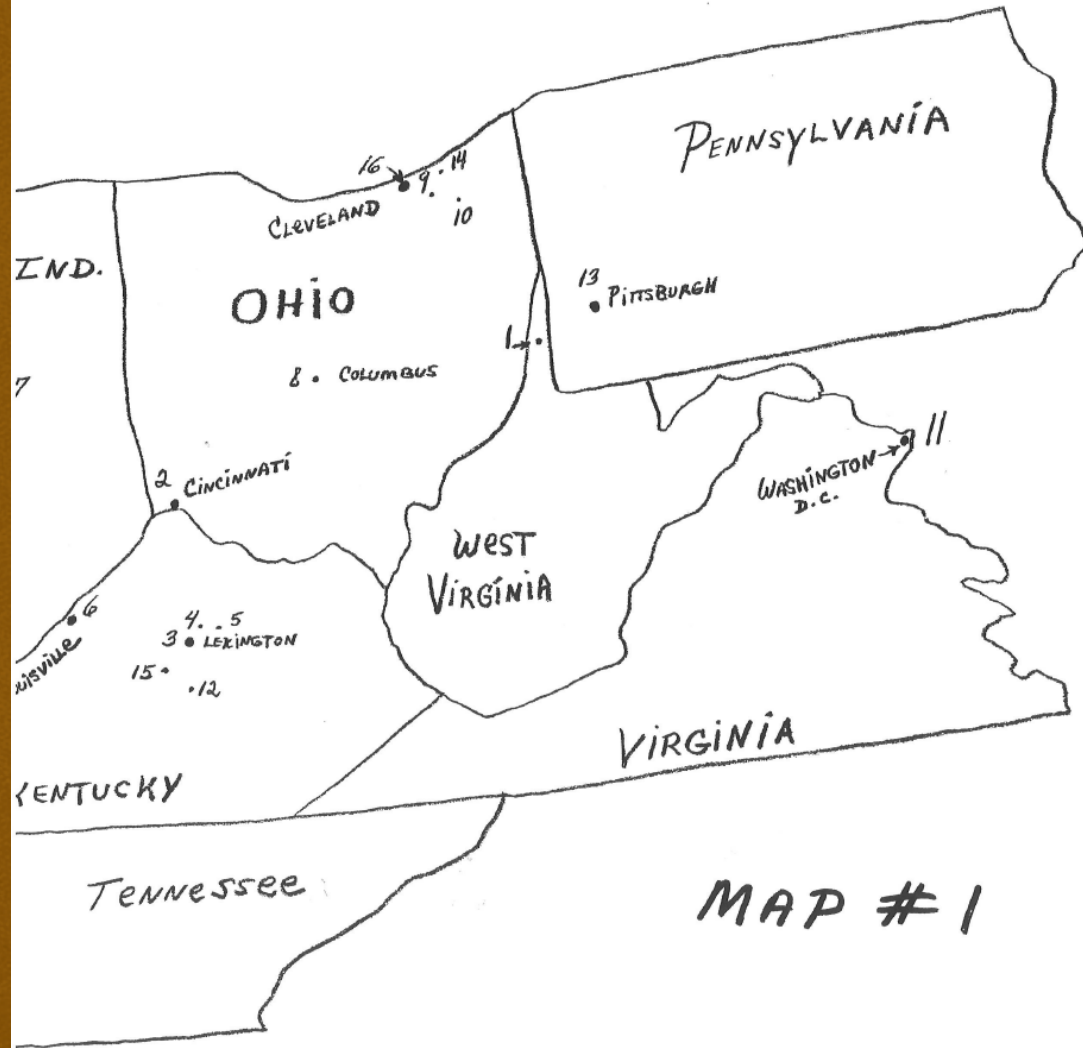 PENNSYLVANIA
16
14
9
10
CLEVELAND
IND.
OHIO
13
PITTSBURGH
1
7
8
COLUMBUS
11
2
CINCINNATI
WASHINGTON
D.C.
WEST
VIRGINIA
6
4
5
3
LEXINGTON
UISVILLE
15
12
VIRGINIA
KENTUCKY
TENNESSEE
MAP # 1